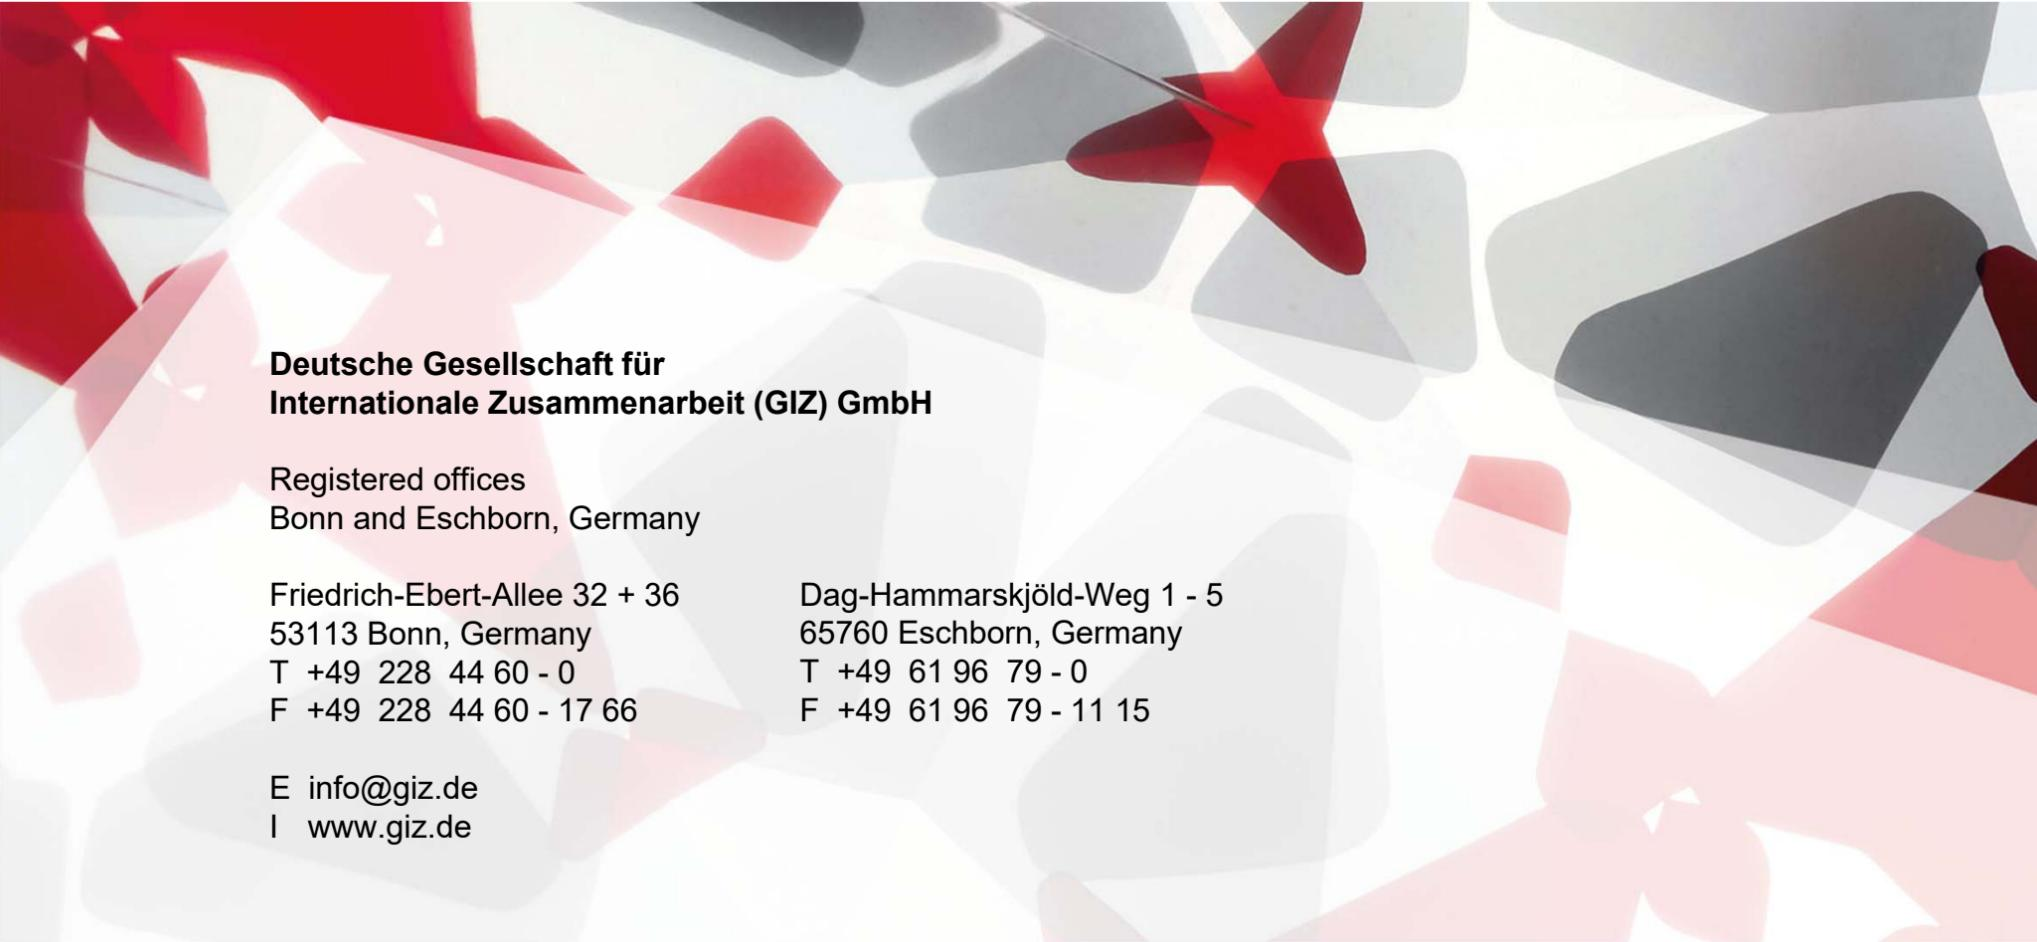 Deutsche Gesellschaft für
Internationale Zusammenarbeit (GIZ) GmbH
Registered offices
Bonn and Eschborn, Germany
Friedrich-Ebert-Allee 32 + 36
53113 Bonn, Germany
T +49 228 44 60 - 0
F +49 228 44 60 - 17 66
Dag-Hammarskjöld-Weg 1 - 5
65760 Eschborn, Germany
T +49 61 96 79 - 0
F +49 61 96 79 - 11 15
E info@giz.de
I www.giz.de